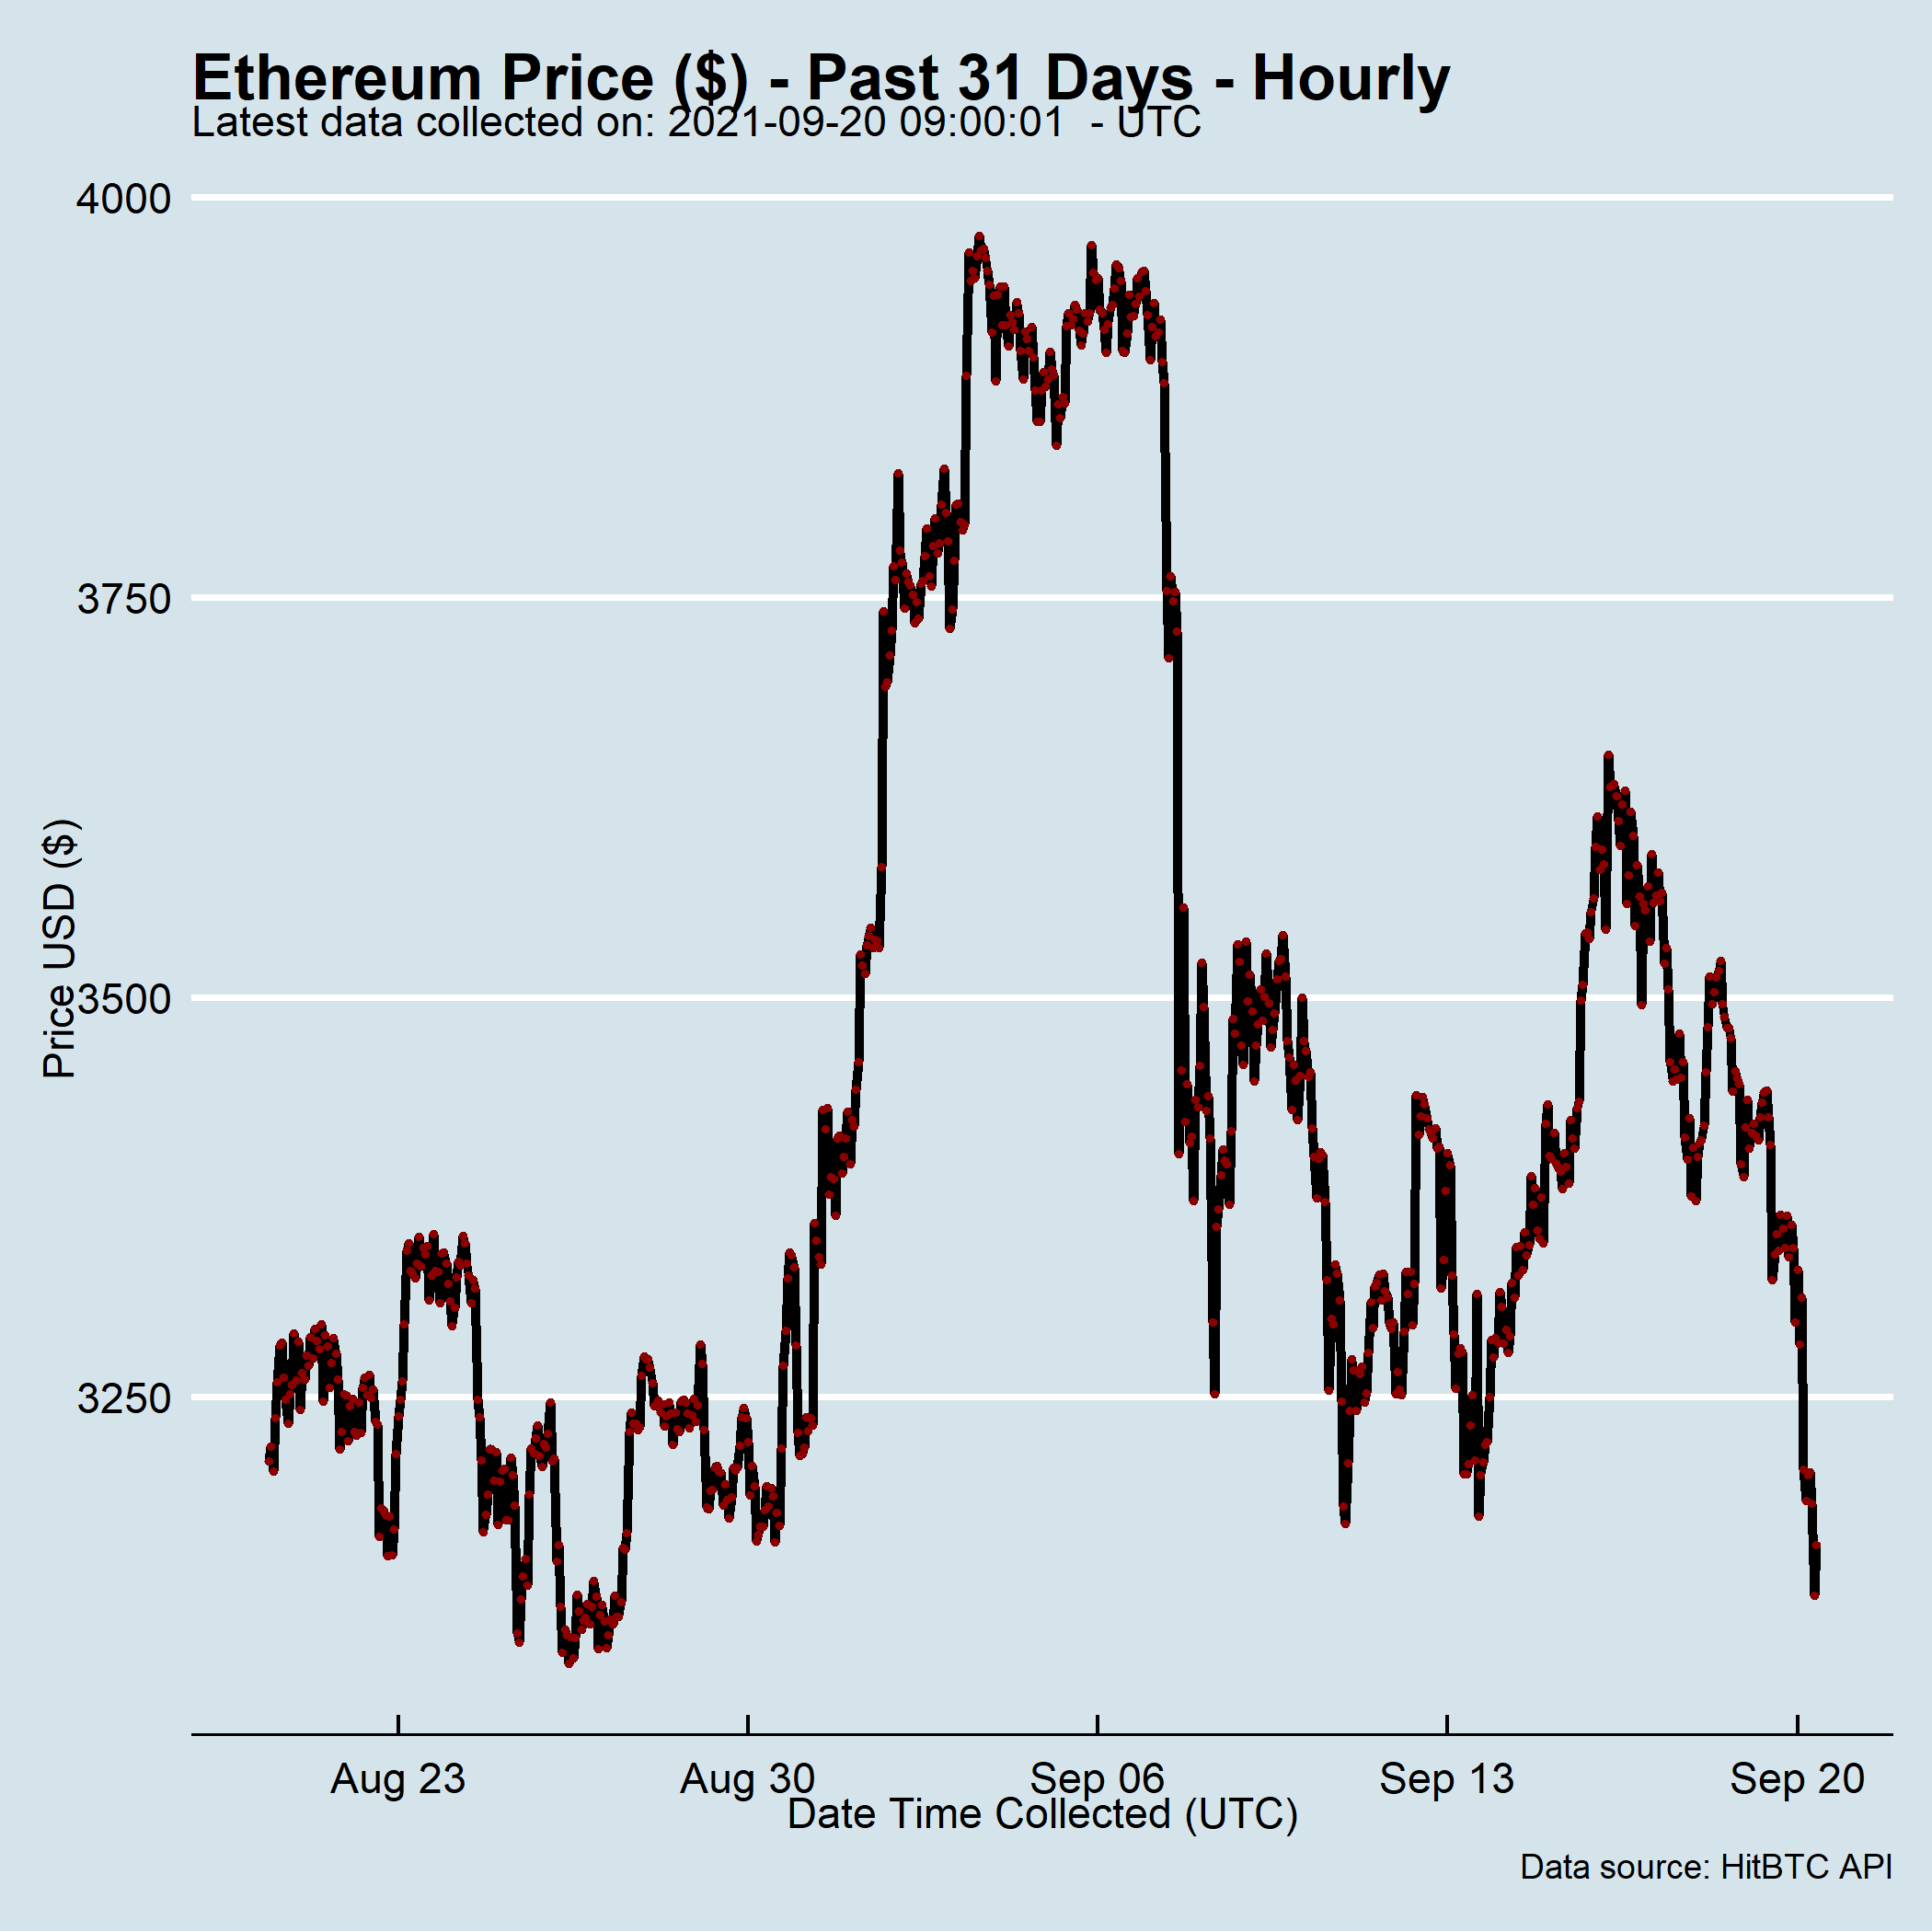 Ethereum Price ($) - Past 31 Days - Hourly
Latest data collected on: 2021-09-20 09:00:01  - UTC
4000
3750
3500
3250
Price USD ($)
Aug 23
Aug 30
Sep 06
Sep 13
Sep 20
Date Time Collected (UTC)
Data source: HitBTC API